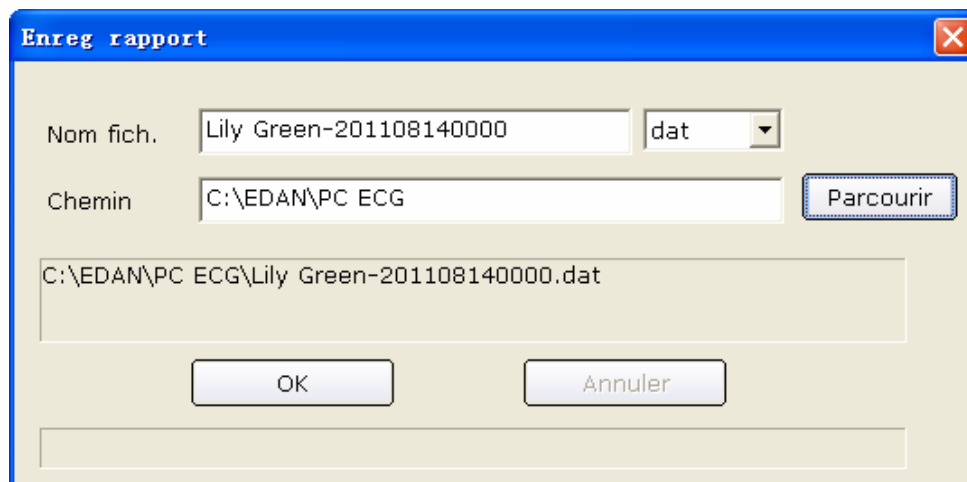 Enreg rapport
Nom fich. Lily Green-201108140000 dat
Chemin C:\EDAN\PC ECG Parcourir
C:\EDAN\PC ECG\Lily Green-201108140000.dat
OK Annuler